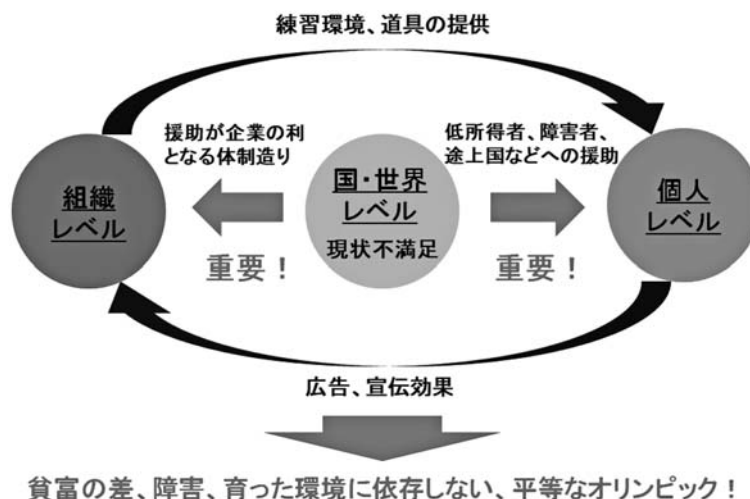 練習環境、道具の提供
援助が企業の利
となる体制造り
低所得者、障害者、
途上国などへの援助
組織
レベル
国・世界
レベル
現状不満足
個人
レベル
重要！
重要！
広告、宣伝効果
貧富の差、障害、育った環境に依存しない、平等なオリンピック！